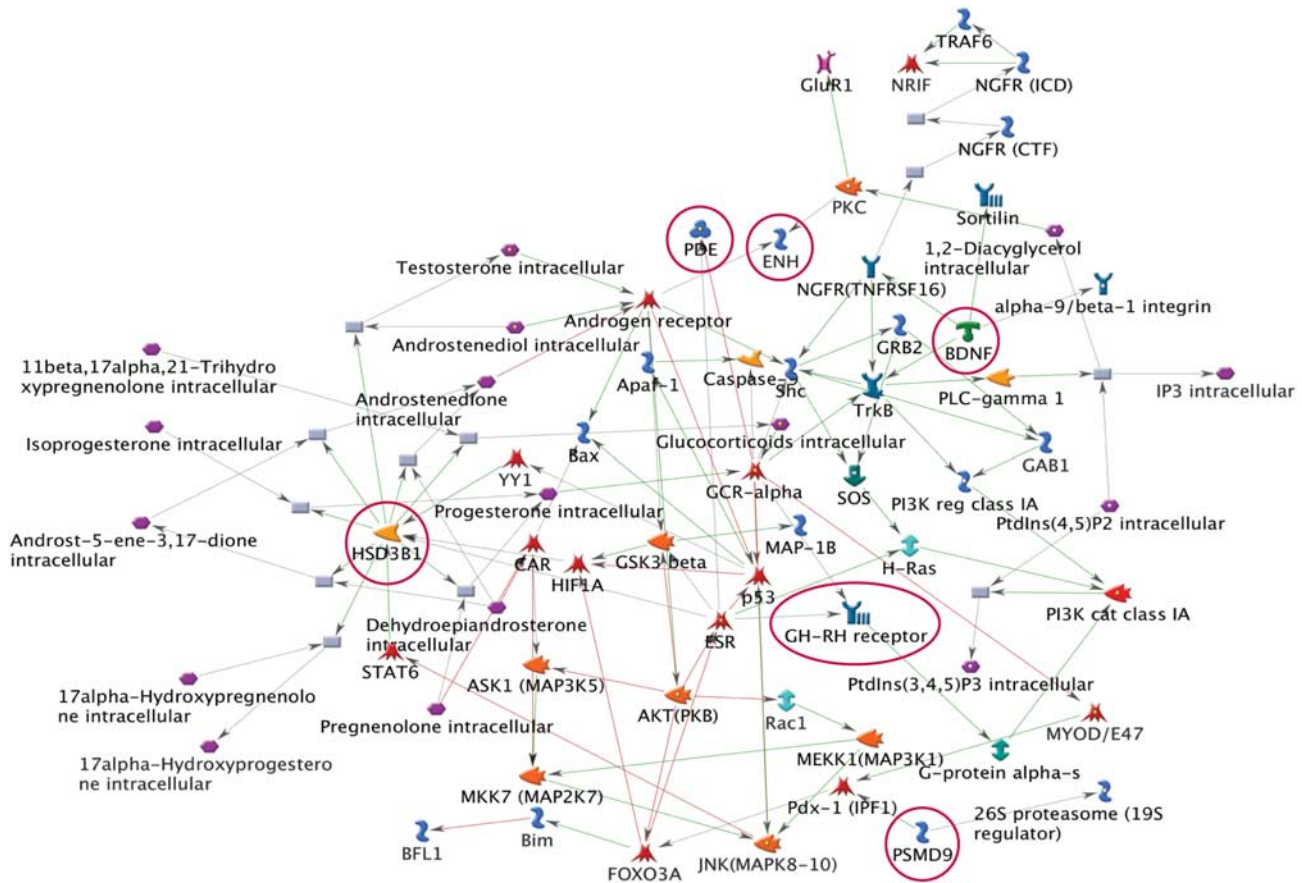 TRAF6
GluR1
NRIF
NGFR (ICD)
NGFR (CTF)
PKC
Sortilin
PDE
ENH
1,2-Diacyglycerol
intracellular
Testosterone intracellular
NGFR(TNFRSF16)
alpha-9/beta-1 integrin
Androgen receptor
Androstenediol intracellular
GRB2
BDNF
11beta,17alpha,21-Trihydro
xypregnenolone intracellular
Apaf-1
Caspase-9
Shc
TrkB
PLC-gamma 1
IP3 intracellular
Androstenedione
intracellular
Isoprogesterone intracellular
Bax
Glucocorticoids intracellular
GAB1
YY1
GCR-alpha
SOS
PI3K reg class IA
Progesterone intracellular
PtdIns(4,5)P2 intracellular
Androst-5-ene-3,17-dione
intracellular
HSD3B1
CAR
HIF1A
GSK3 beta
MAP-1B
H-Ras
p53
PI3K cat class IA
Dehydroepiandrosterone
intracellular
ESR
GH-RH receptor
STAT6
17alpha-Hydroxypregnenolo
ne intracellular
ASK1 (MAP3K5)
PtdIns(3,4,5)P3 intracellular
Pregnenolone intracellular
AKT(PKB)
Rac1
MYOD/E47
17alpha-Hydroxyprogestero
ne intracellular
MEKK1(MAP3K1)
G-protein alpha-s
MKK7 (MAP2K7)
Pdx-1 (IPF1)
26S proteasome (19S
regulator)
BFL1
Bim
FOXO3A
JNK(MAPK8-10)
PSMD9